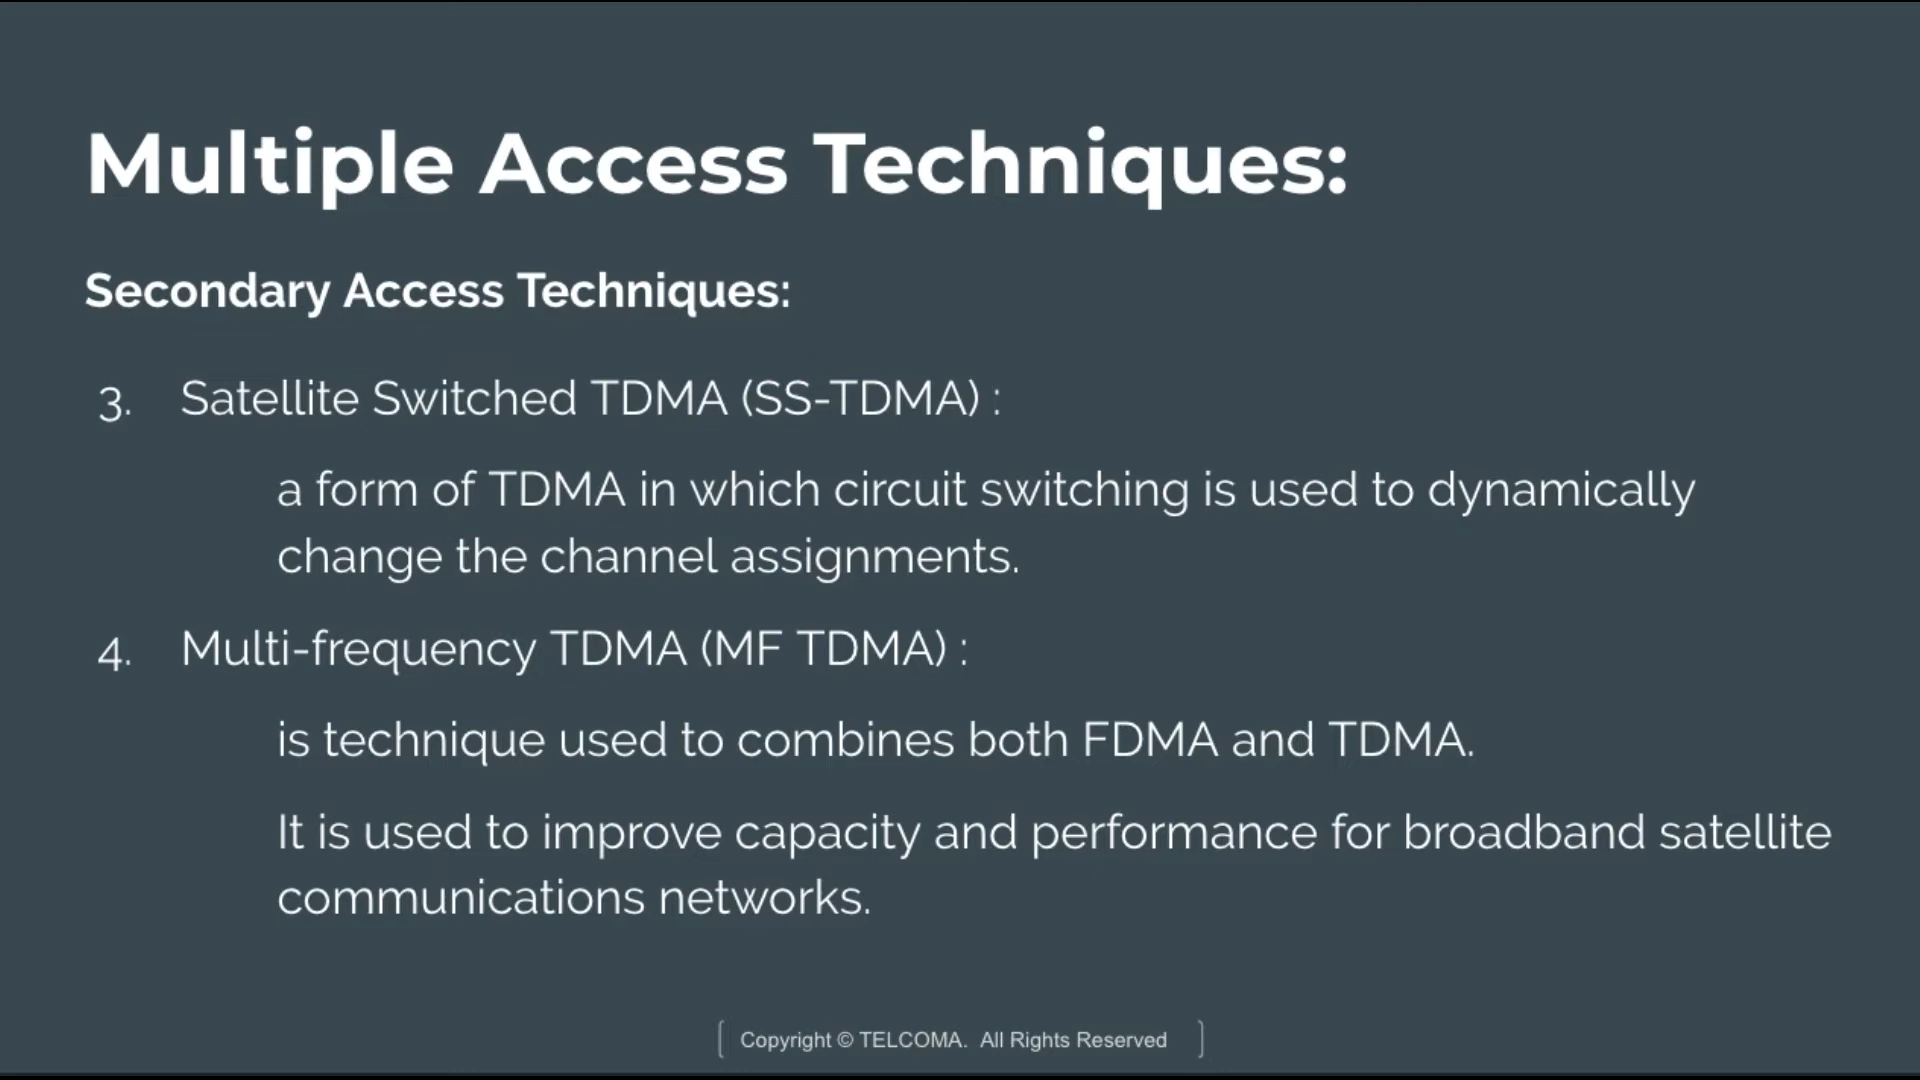 Multiple Access Techniques:
Secondary Access Techniques:
3. Satellite Switched TDMA (SS-TDMA) :
a form of TDMA in which circuit switching is used to dynamically
change the channel assignments.
4. Multi-frequency TDMA (MF TDMA) :
is technique used to combines both FDMA and TDMA.
It is used to improve capacity and performance for broadband satellite
communications networks.
Copyright © TELCOMA. All Rights Reserved